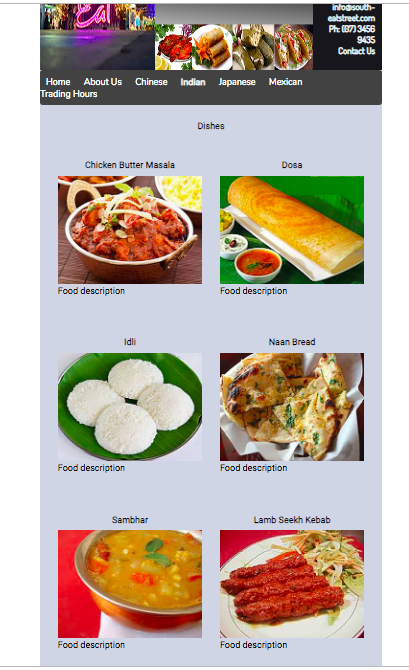 Eat
info@south-
eatstreet.com
Ph: (07) 3456
9435
Contact Us
Home About Us Chinese Indian Japanese Mexican
Trading Hours
Dishes
Chicken Butter Masala Dosa
Food description Food description
Idli Naan Bread
Food description Food description
Sambhar Lamb Seekh Kebab
Food description Food description